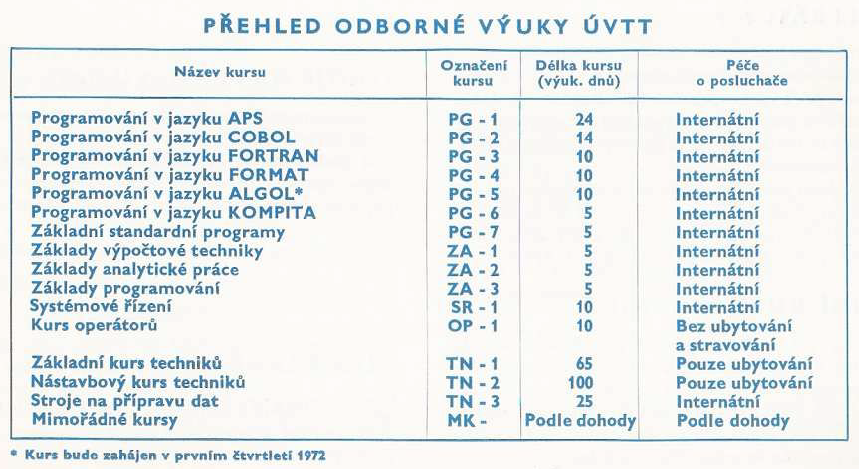 PŘEHLED ODBORNÉ VÝUKY ÚVTT
Název kursu Označení kursu Délka kursu (výuk. dnů) Péče o posluchače
Programování v jazyku APS PG - 1 24 Internátní
Programování v jazyku COBOL PG - 2 14 Internátní
Programování v jazyku FORTRAN PG - 3 10 Internátní
Programování v jazyku FORMAT PG - 4 10 Internátní
Programování v jazyku ALGOL* PG - 5 10 Internátní
Programování v jazyku KOMPITA PG - 6 5 Internátní
Základní standardní programy PG - 7 5 Internátní
Základy výpočtové techniky ZA - 1 5 Internátní
Základy analytické práce ZA - 2 5 Internátní
Základy programování ZA - 3 5 Internátní
Systémové řízení SR - 1 10 Internátní
Kurs operátorů OP - 1 10 Bez ubytování
a stravování
Základní kurs techniků TN - 1 65 Pouze ubytování
Nástavbový kurs techniků TN - 2 100 Pouze ubytování
Stroje na přípravu dat TN - 3 25 Internátní
Mimořádné kursy MK - Podle dohody Podle dohody
* Kurs bude zahájen v prvním čtvrtletí 1972